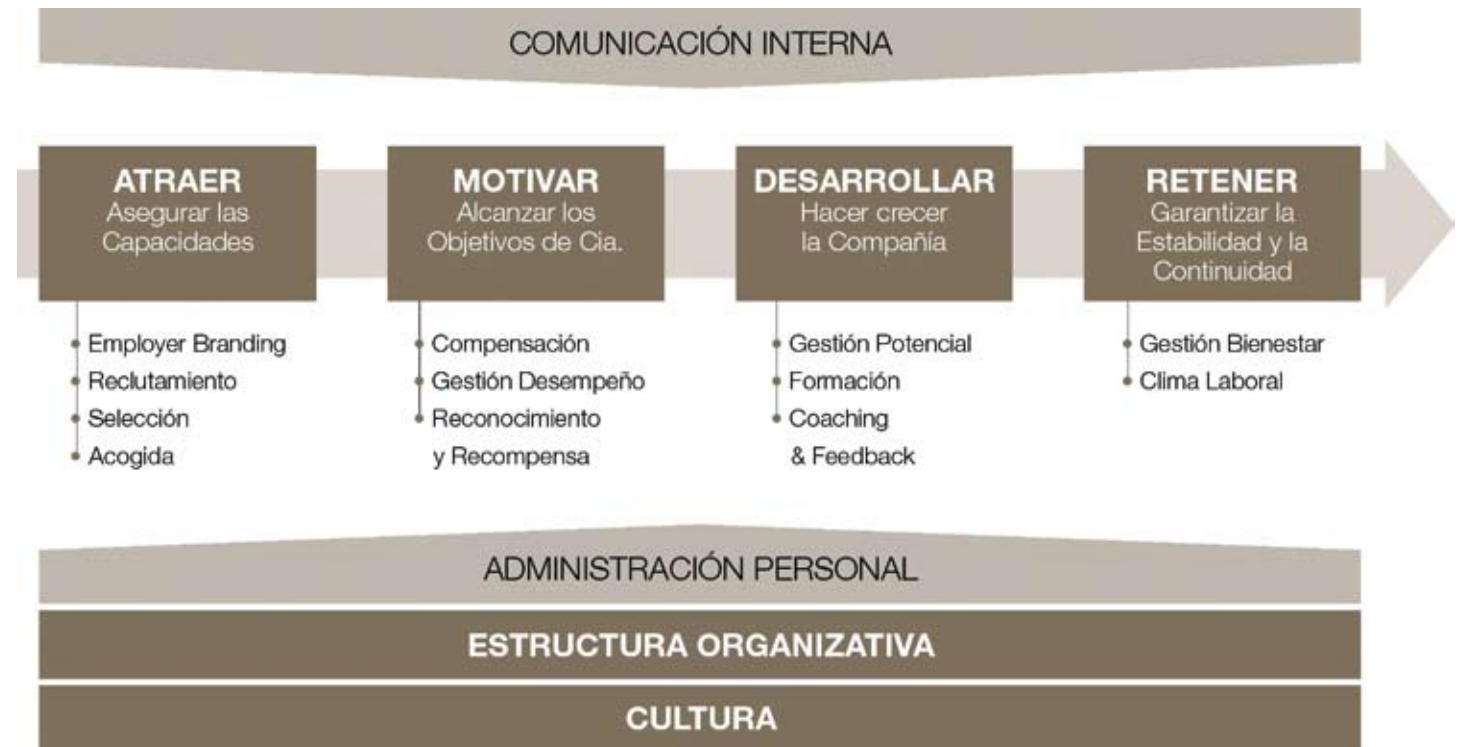 COMUNICACIÓN INTERNA
ATRAER
Asegurar las
Capacidades
Employer Branding
Reclutamiento
Selección
Acogida
MOTIVAR
Alcanzar los
Objetivos de Cia.
Compensación
Gestión Desempeño
Reconocimiento
y Recompensa
DESARROLLAR
Hacer crecer
la Compañía
Gestión Potencial
Formación
Coaching
& Feedback
RETENER
Garantizar la
Estabilidad y la
Continuidad
Gestión Bienestar
Clima Laboral
ADMINISTRACIÓN PERSONAL
ESTRUCTURA ORGANIZATIVA
CULTURA